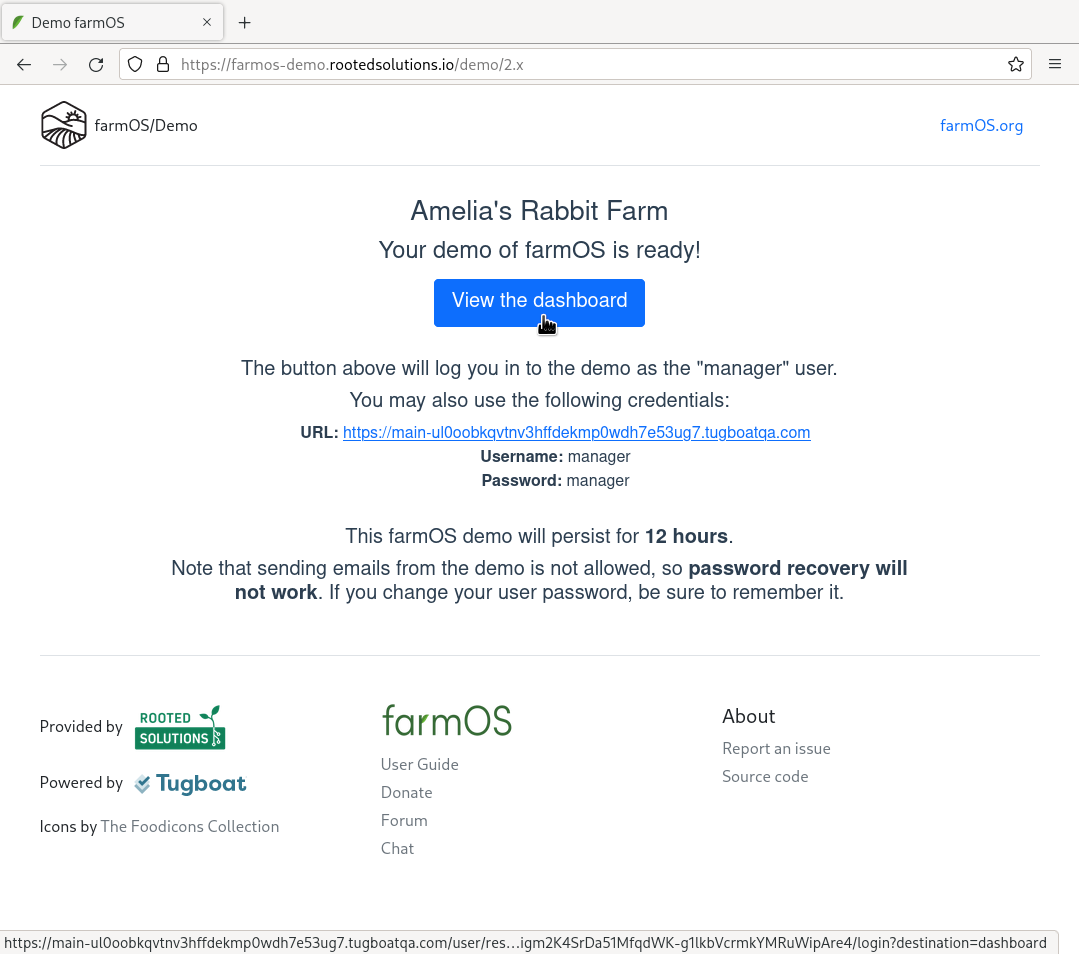 Demo farmOS
https://farmos-demo.rootedsolutions.io/demo/2.x
farmOS/Demo
farmOS.org
Amelia's Rabbit Farm
Your demo of farmOS is ready!
View the dashboard
The button above will log you in to the demo as the "manager" user.
You may also use the following credentials:
URL: https://main-ul0oobkqvtnv3hffdekmp0wdh7e53ug7.tugboatqa.com
Username: manager
Password: manager
This farmOS demo will persist for 12 hours.
Note that sending emails from the demo is not allowed, so password recovery will
not work. If you change your user password, be sure to remember it.
Provided by ROOTED
SOLUTIONS
Powered by Tugboat
Icons by The Foodicons Collection
farmOS
User Guide
Donate
Forum
Chat
About
Report an issue
Source code
https://main-ul0oobkqvtnv3hffdekmp0wdh7e53ug7.tugboatqa.com/user/res…igm2K4SrDa51MfqdWK-g1lkbVcrmkYMRuWipAre4/login?destination=dashboard